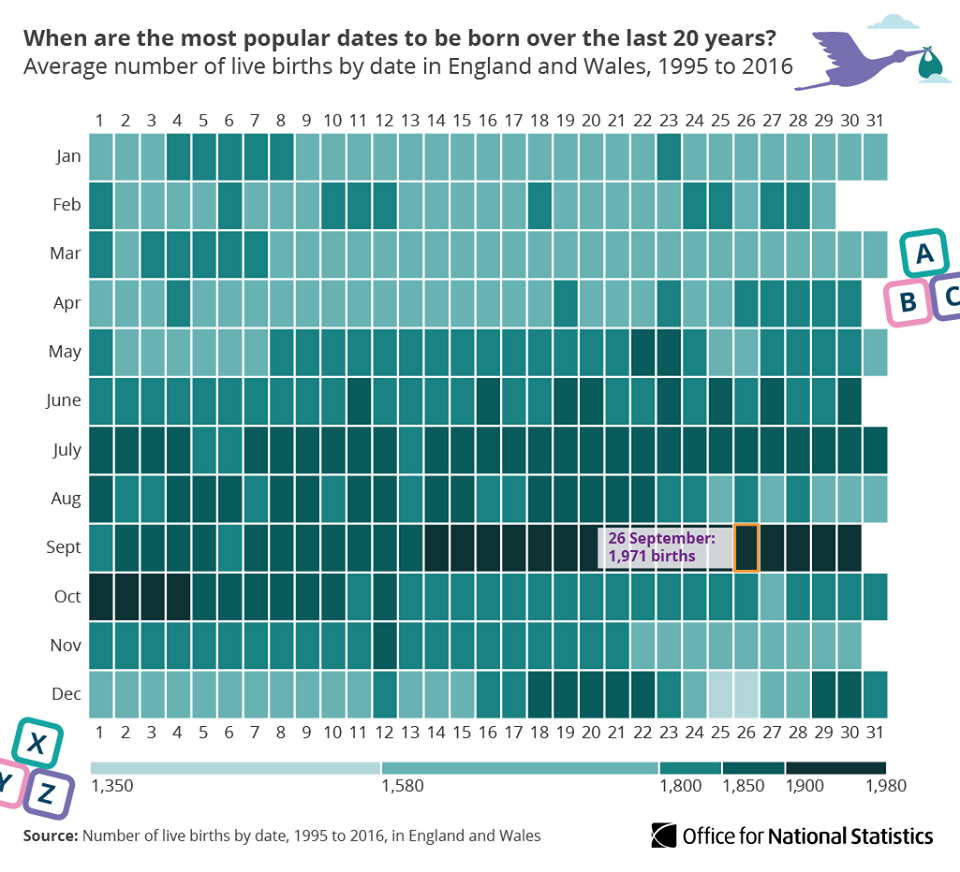 When are the most popular dates to be born over the last 20 years?
Average number of live births by date in England and Wales, 1995 to 2016
1 2 3 4 5 6 7 8 9 10 11 12 13 14 15 16 17 18 19 20 21 22 23 24 25 26 27 28 29 30 31
Jan
Feb
Mar
A
Apr
B C
May
June
July
Aug
Sept
26 September:
1,971 births
Oct
Nov
Dec
1 2 3 4 5 6 7 8 9 10 11 12 13 14 15 16 17 18 19 20 21 22 23 24 25 26 27 28 29 30 31
X
Y Z
1,350 1,580 1,800 1,850 1,900 1,980
Source: Number of live births by date, 1995 to 2016, in England and Wales
Office for National Statistics